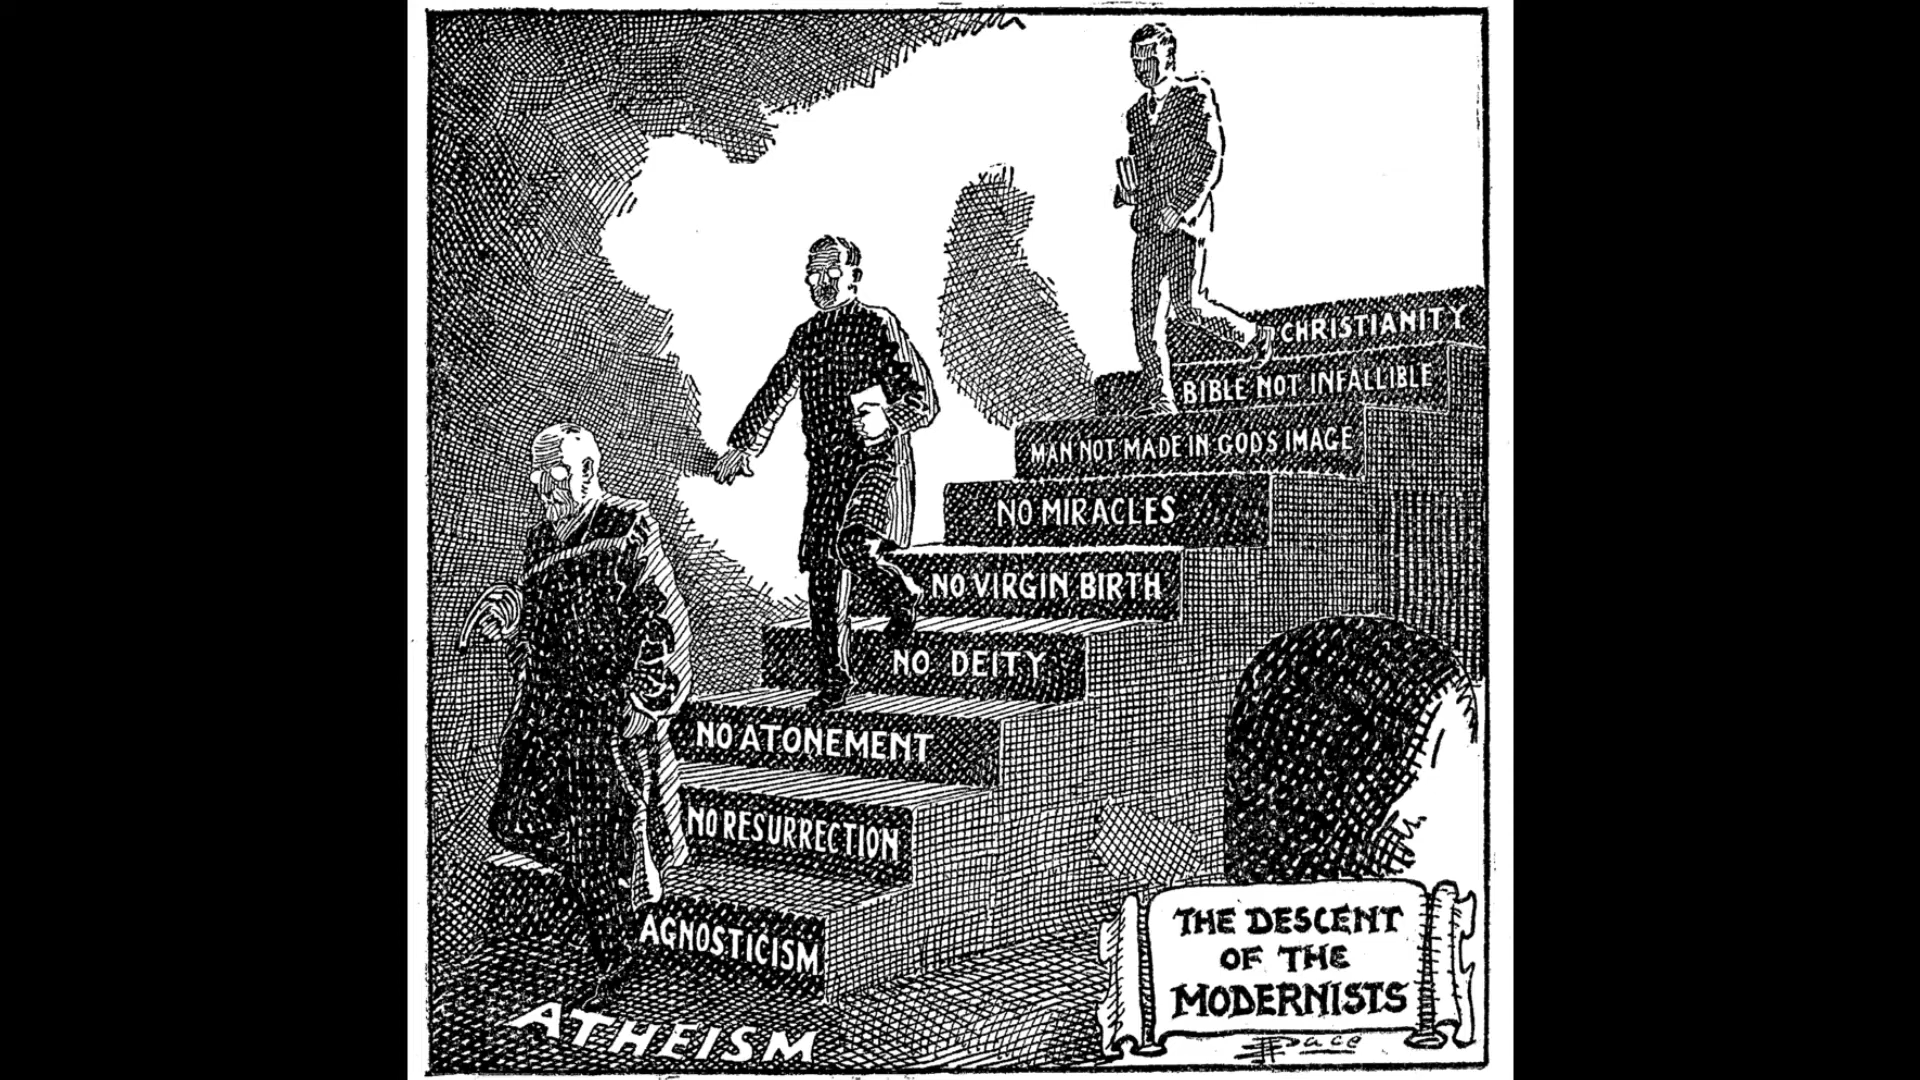 CHRISTIANITY
BIBLE NOT INFALLIBLE
MAN NOT MADE IN GOD'S IMAGE
NO MIRACLES
NO VIRGIN BIRTH
NO DEITY
NO ATONEMENT
NO RESURRECTION
AGNOSTICISM
ATHEISM
THE DESCENT
OF THE
MODERNISTS
EJ Pace